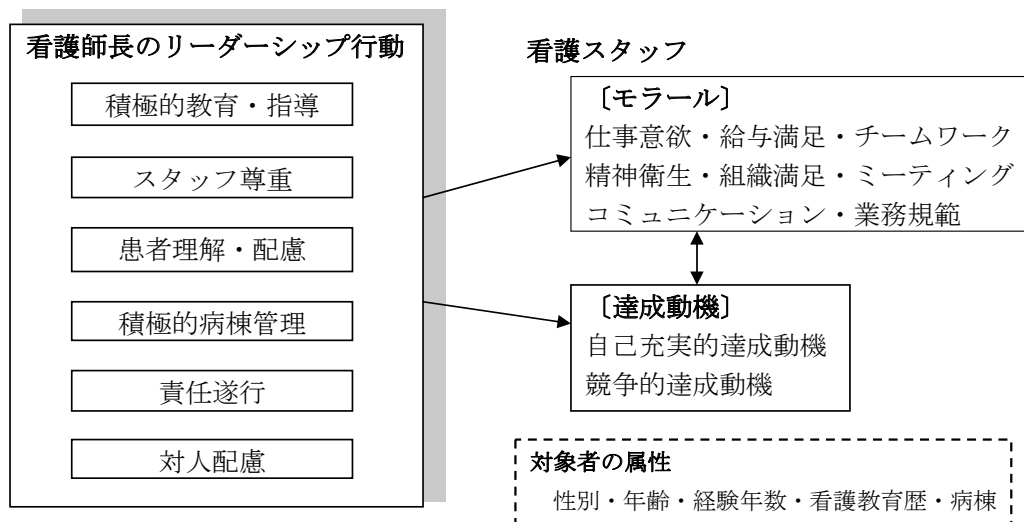 看護師長のリーダーシップ行動
積極的教育・指導
スタッフ尊重
患者理解・配慮
積極的病棟管理
責任遂行
対人配慮
看護スタッフ
〔モラール〕
仕事意欲・給与満足・チームワーク
精神衛生・組織満足・ミーティング
コミュニケーション・業務規範
〔達成動機〕
自己充実的達成動機
競争的達成動機
対象者の属性
性別・年齢・経験年数・看護教育歴・病棟